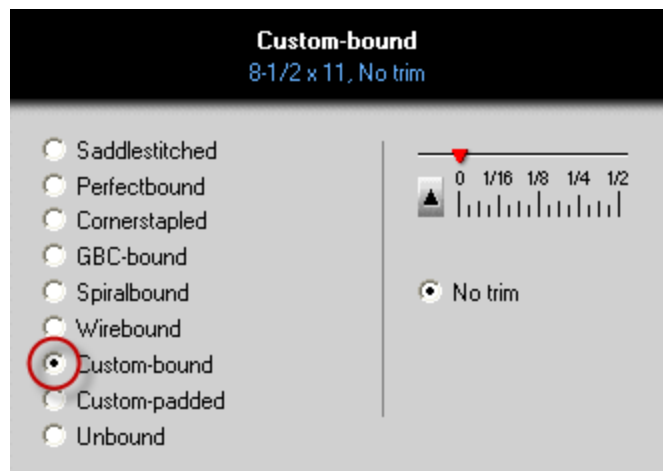 Custom-bound
8-1/2 x 11, No trim
Saddlestitched
Perfectbound
Cornerstapled
GBC-bound
Spiralbound
Wirebound
Custom-bound
Custom-padded
Unbound
0 1/16 1/8 1/4 1/2
No trim